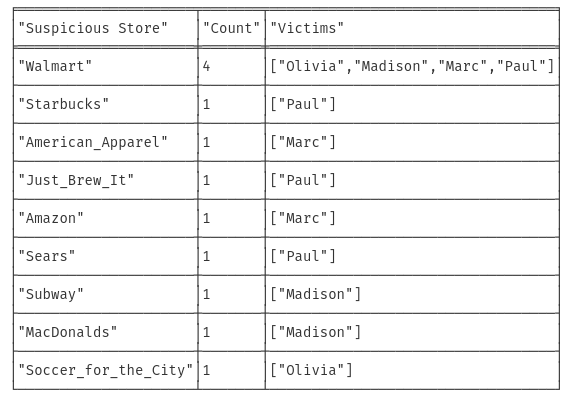 "Suspicious Store" "Count" "Victims"
"Walmart" 4 ["Olivia","Madison","Marc","Paul"]
"Starbucks" 1 ["Paul"]
"American_Apparel" 1 ["Marc"]
"Just_Brew_It" 1 ["Paul"]
"Amazon" 1 ["Marc"]
"Sears" 1 ["Paul"]
"Subway" 1 ["Madison"]
"MacDonalds" 1 ["Madison"]
"Soccer_for_the_City" 1 ["Olivia"]